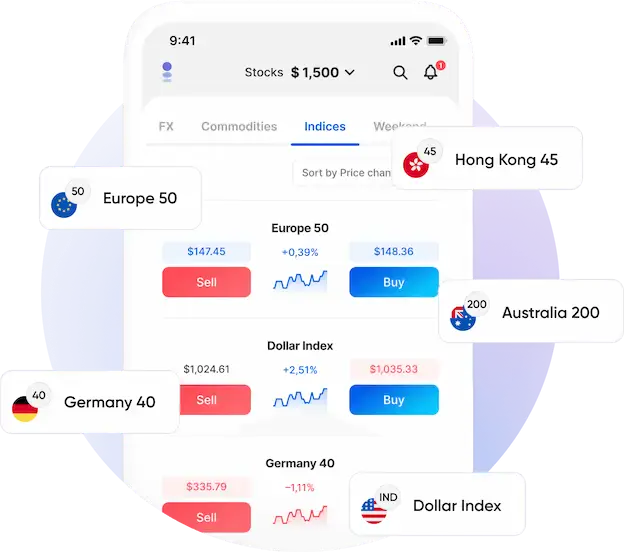 9:41
Stocks $ 1,500
1
FX Commodities Indices Weekend
45 Hong Kong 45
Sort by Price chan
50 Europe 50
Europe 50
$147.45 +0,39% $148.36
Sell Buy
200 Australia 200
Dollar Index
$1,024.61 +2,51% $1,035.33
Sell Buy
40 Germany 40
Germany 40
$335.79 −1,11%
Sell
IND Dollar Index